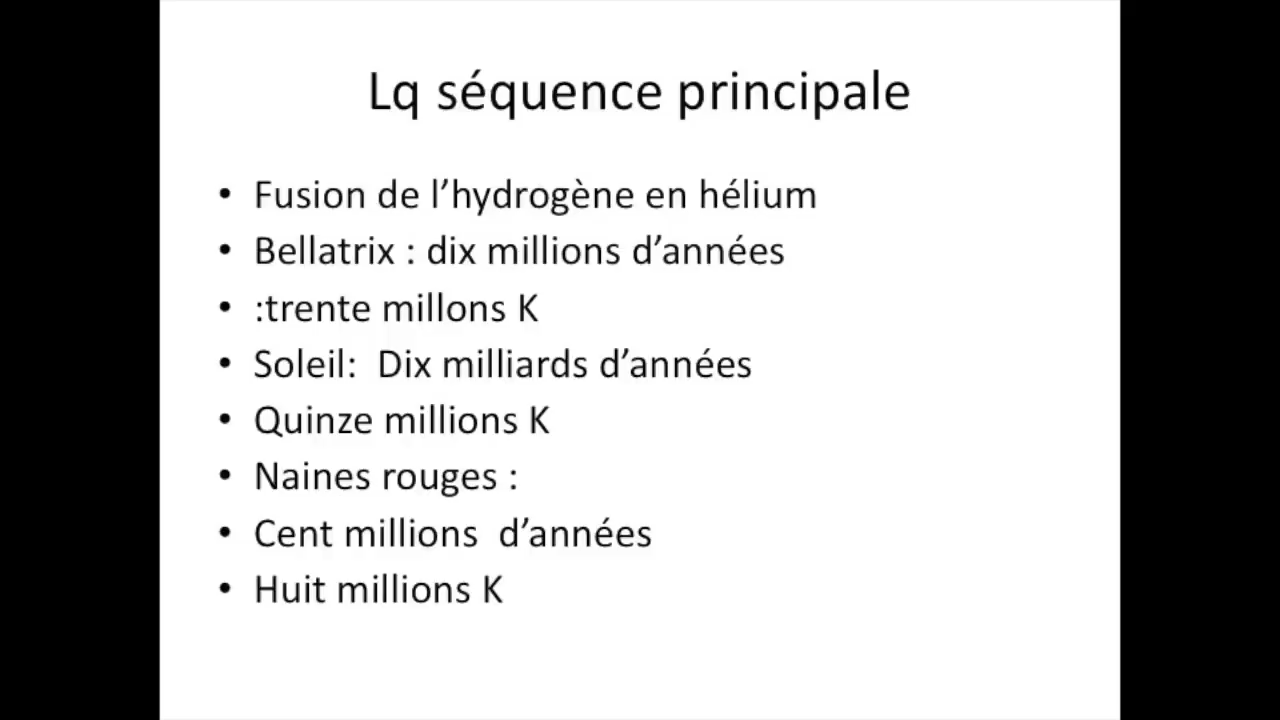 Lq séquence principale
• Fusion de l’hydrogène en hélium
• Bellatrix : dix millions d’années
• :trente millons K
• Soleil:  Dix milliards d’années
• Quinze millions K
• Naines rouges :
• Cent millions  d’années
• Huit millions K